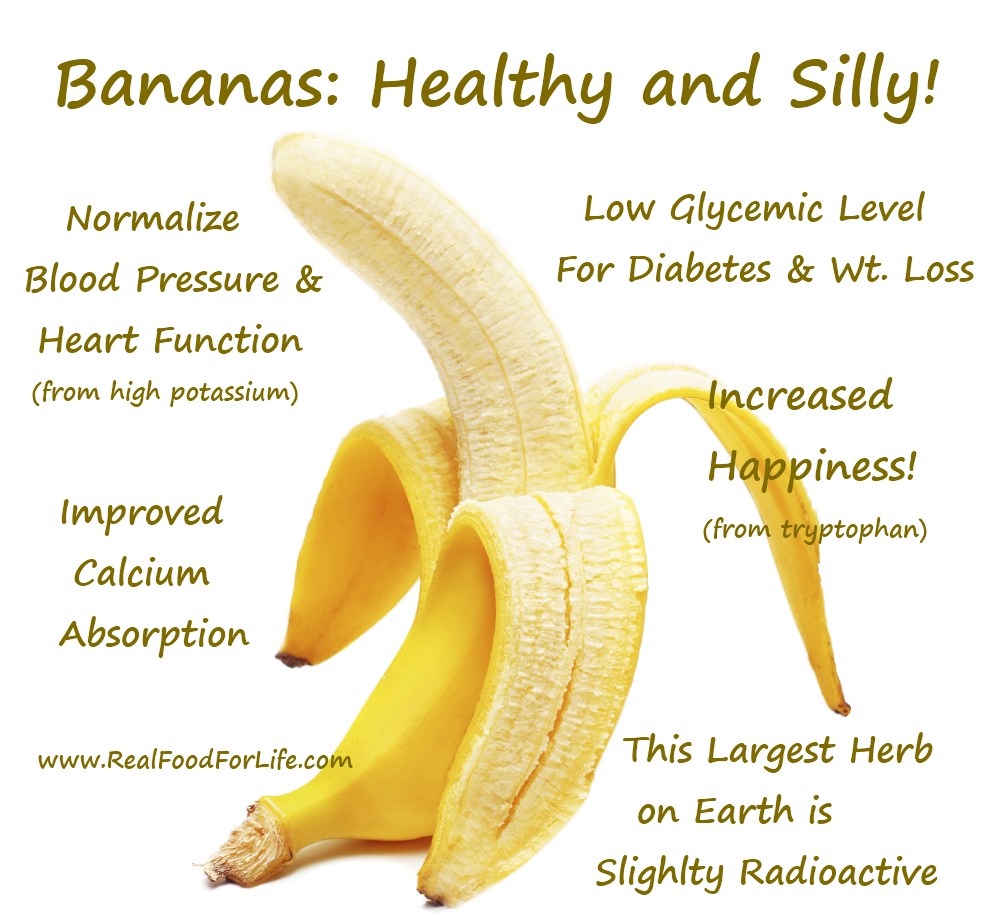 Bananas: Healthy and Silly!
Normalize
Blood Pressure &
Heart Function
(from high potassium)
Low Glycemic Level
For Diabetes & Wt. Loss
Increased
Happiness!
(from tryptophan)
Improved
Calcium
Absorption
www.RealFoodForLife.com
This Largest Herb
on Earth is
Slighlty Radioactive